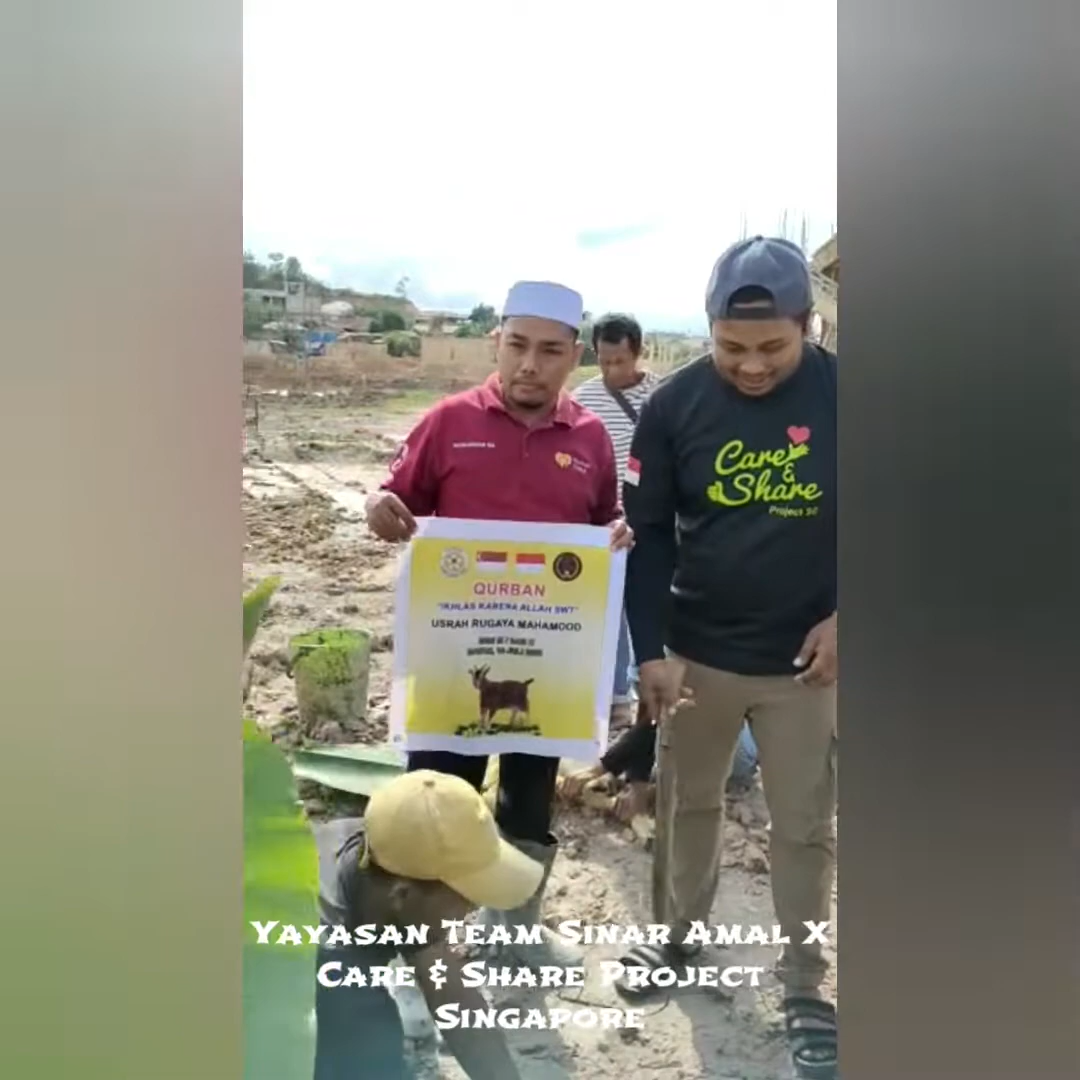 Care
&
Share
Project SG
QURBAN
"IKHLAS KARENA ALLAH SWT"
USRAH RUGAYA MAHAMOOD
YAYASAN TEAM SINAR AMAL X
CARE & SHARE PROJECT
SINGAPORE